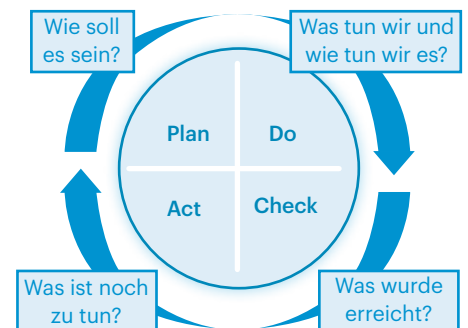 Wie soll
es sein?
Was tun wir und
wie tun wir es?
Plan
Do
Act
Check
Was ist noch
zu tun?
Was wurde
erreicht?